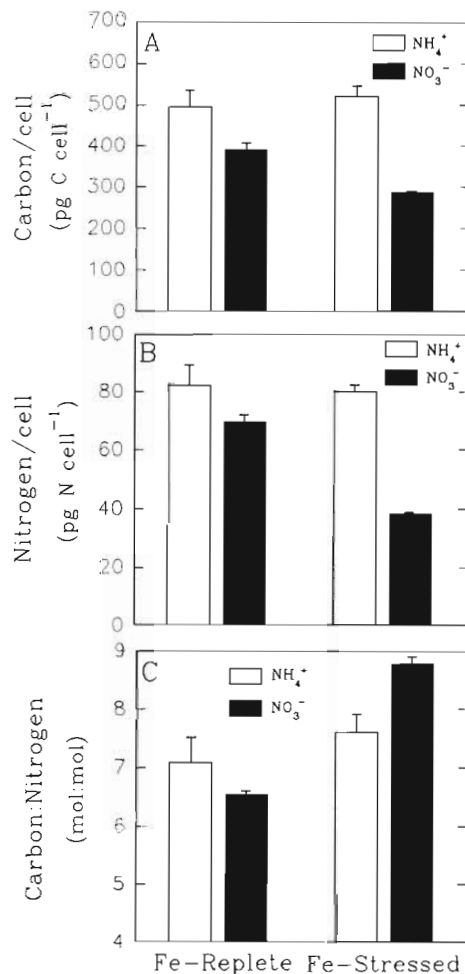 A
NH₄⁺
NO₃⁻
Carbon/cell
(pg C cell⁻¹)
700
600
500
400
300
200
100
0
B
NH₄⁺
NO₃⁻
Nitrogen/cell
(pg N cell⁻¹)
100
80
60
40
20
0
C
NH₄⁺
NO₃⁻
Carbon:Nitrogen
(mol:mol)
9
8
7
6
5
4
Fe-Replete Fe-Stressed